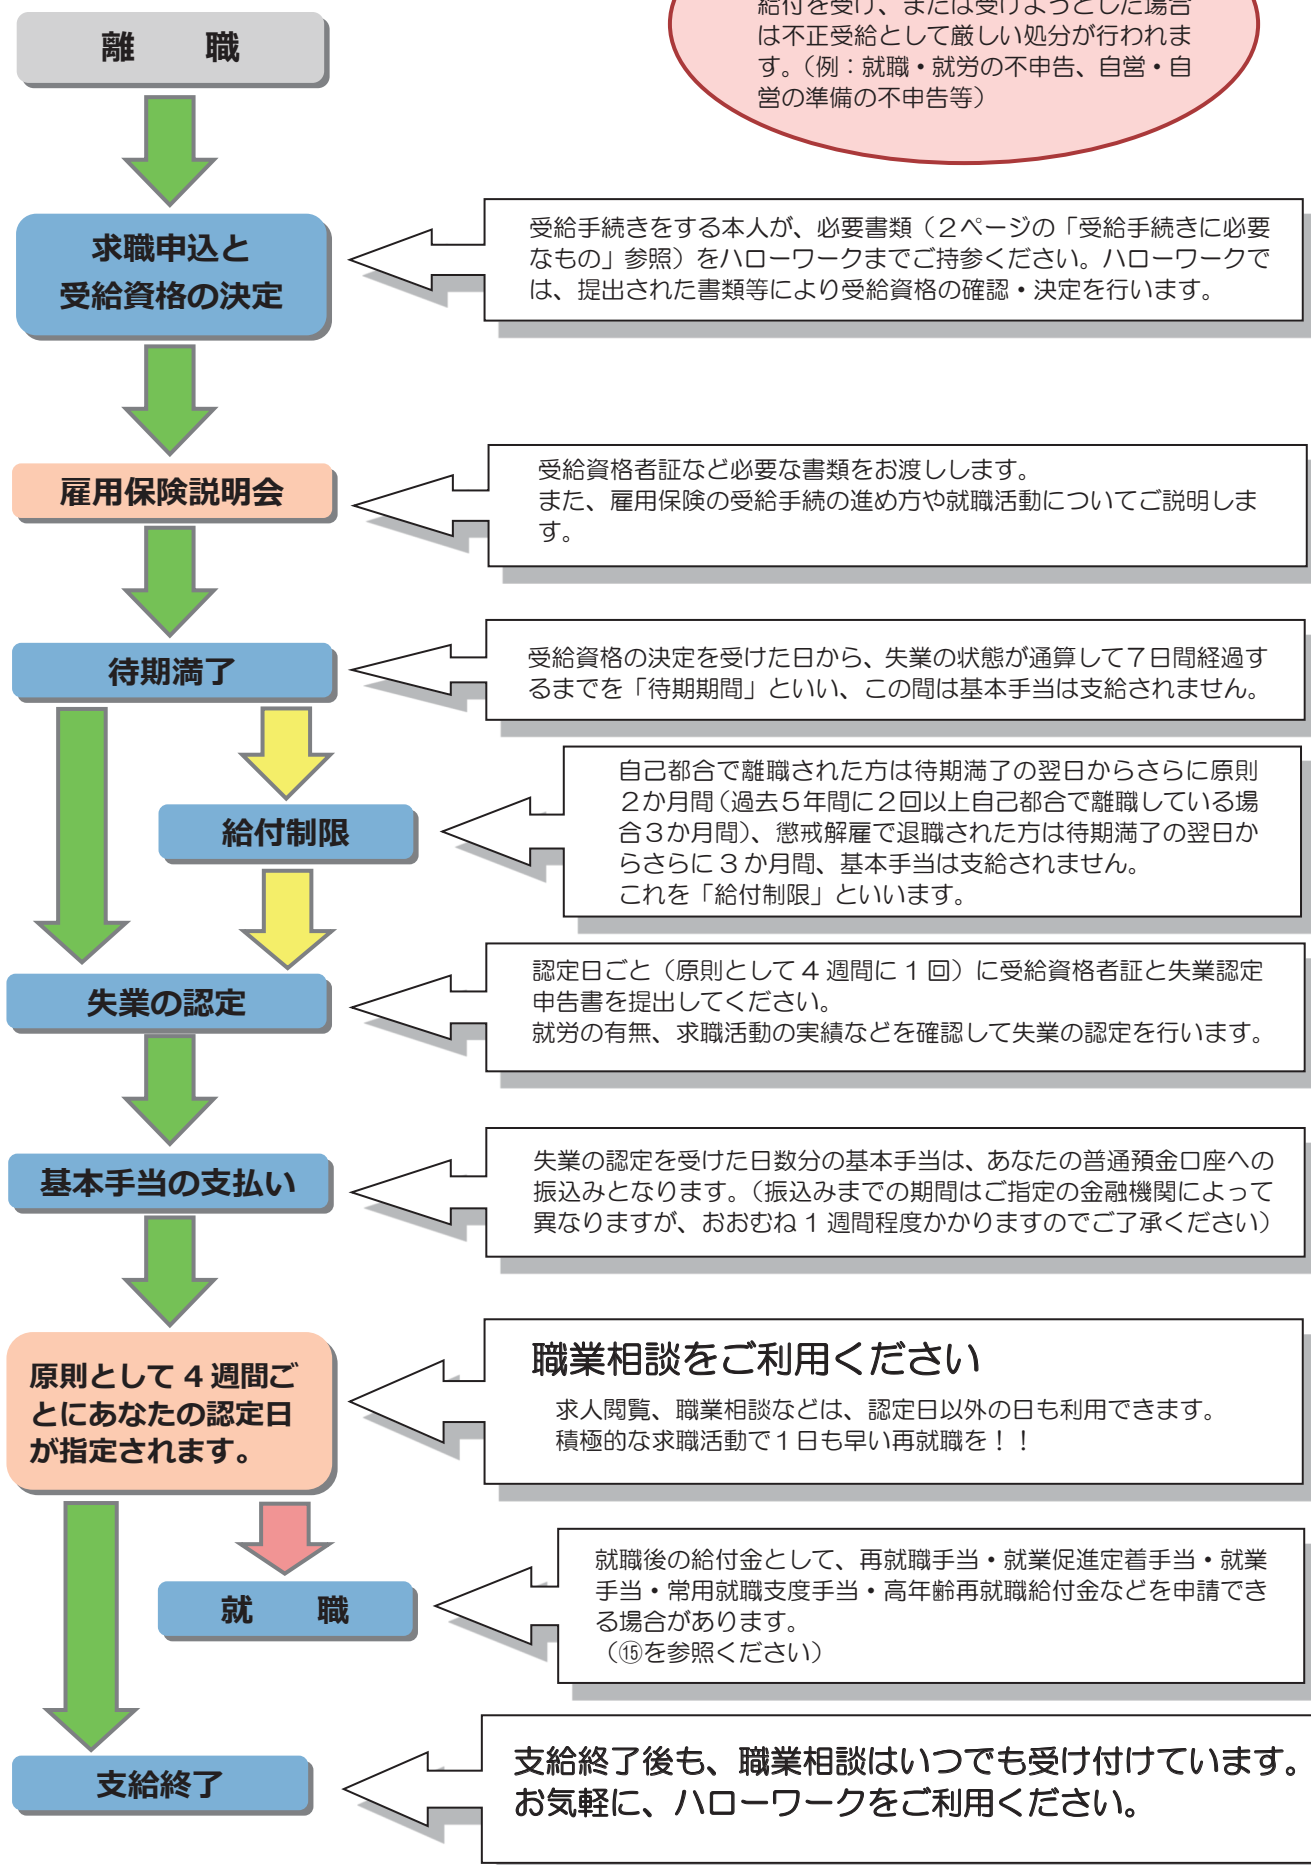 給付を受け、または受けようとした場合
は不正受給として厳しい処分が行われま
す。（例：就職・就労の不申告、自営・自
営の準備の不申告等）
離　職
求職申込と
受給資格の決定
受給手続きをする本人が、必要書類（２ページの「受給手続きに必要
なもの」参照）をハローワークまでご持参ください。ハローワークで
は、提出された書類等により受給資格の確認・決定を行います。
雇用保険説明会
受給資格者証など必要な書類をお渡しします。
また、雇用保険の受給手続の進め方や就職活動についてご説明しま
す。
待期満了
受給資格の決定を受けた日から、失業の状態が通算して７日間経過す
るまでを「待期期間」といい、この間は基本手当は支給されません。
給付制限
自己都合で離職された方は待期満了の翌日からさらに原則
２か月間（過去５年間に２回以上自己都合で離職している場
合３か月間）、懲戒解雇で退職された方は待期満了の翌日か
らさらに３か月間、基本手当は支給されません。
これを「給付制限」といいます。
失業の認定
認定日ごと（原則として４週間に１回）に受給資格者証と失業認定
申告書を提出してください。
就労の有無、求職活動の実績などを確認して失業の認定を行います。
基本手当の支払い
失業の認定を受けた日数分の基本手当は、あなたの普通預金口座への
振込みとなります。（振込みまでの期間はご指定の金融機関によって
異なりますが、おおむね１週間程度かかりますのでご了承ください）
原則として４週間ご
とにあなたの認定日
が指定されます。
職業相談をご利用ください
求人閲覧、職業相談などは、認定日以外の日も利用できます。
積極的な求職活動で１日も早い再就職を！！
就　職
就職後の給付金として、再就職手当・就業促進定着手当・就業
手当・常用就職支度手当・高年齢再就職給付金などを申請でき
る場合があります。
（⑮を参照ください）
支給終了
支給終了後も、職業相談はいつでも受け付けています。
お気軽に、ハローワークをご利用ください。